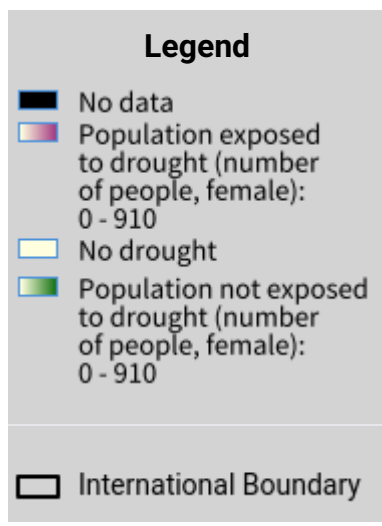 Legend
No data
Population exposed
to drought (number
of people, female):
0 - 910
No drought
Population not exposed
to drought (number
of people, female):
0 - 910
International Boundary